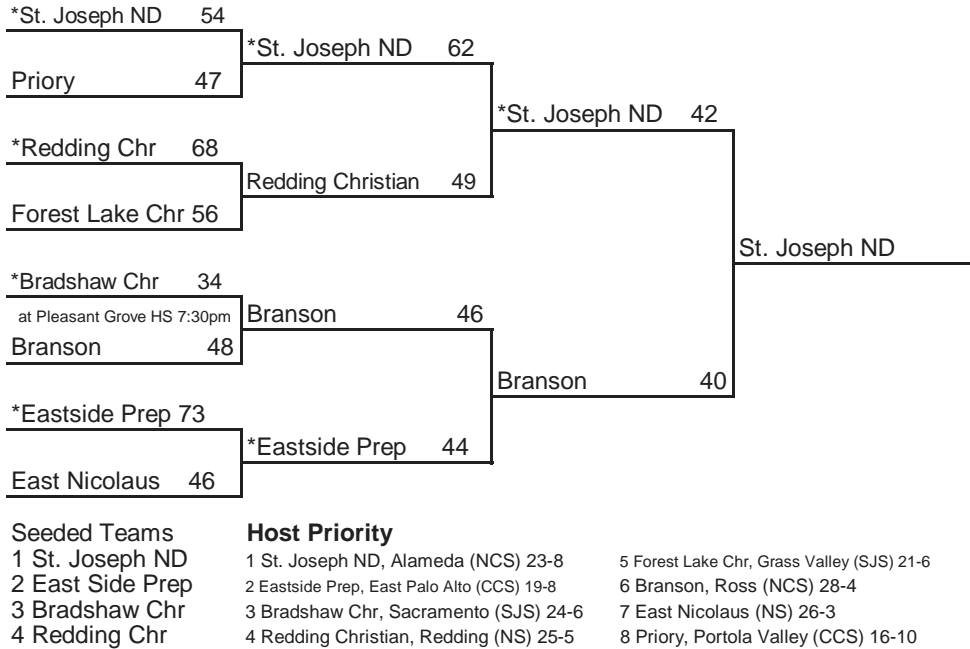 *St. Joseph ND 54
*St. Joseph ND 62
Priory 47
*St. Joseph ND 42
*Redding Chr 68
Redding Christian 49
Forest Lake Chr 56
St. Joseph ND
*Bradshaw Chr 34
at Pleasant Grove HS 7:30pm
Branson 46
Branson 48
Branson 40
*Eastside Prep 73
*Eastside Prep 44
East Nicolaus 46
Seeded Teams
1 St. Joseph ND
2 East Side Prep
3 Bradshaw Chr
4 Redding Chr
Host Priority
1 St. Joseph ND, Alameda (NCS) 23-8
2 Eastside Prep, East Palo Alto (CCS) 19-8
3 Bradshaw Chr, Sacramento (SJS) 24-6
4 Redding Christian, Redding (NS) 25-5
5 Forest Lake Chr, Grass Valley (SJS) 21-6
6 Branson, Ross (NCS) 28-4
7 East Nicolaus (NS) 26-3
8 Priory, Portola Valley (CCS) 16-10